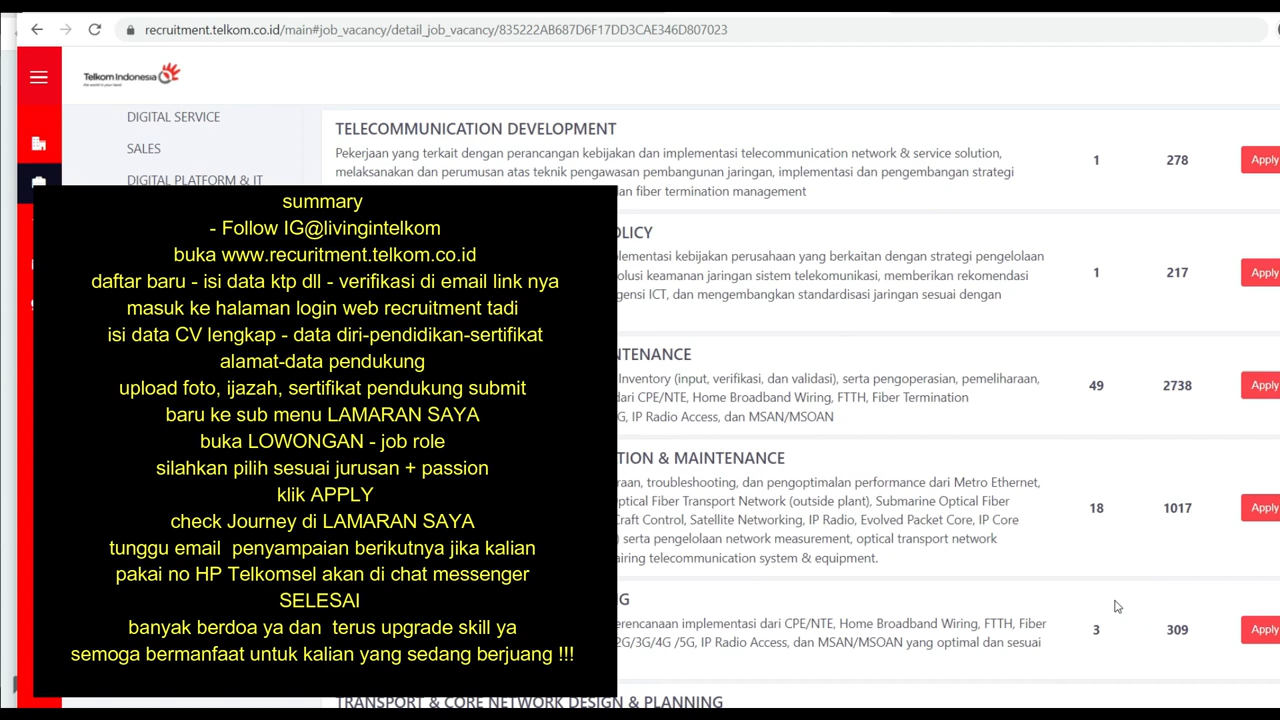 recruitment.telkom.co.id/main#job_vacancy/detail_job_vacancy/835222AB687D6F17DD3CAE346D807023
Telkom Indonesia
the world in your hand
DIGITAL SERVICE
SALES
DIGITAL PLATFORM & IT
TELECOMMUNICATION DEVELOPMENT
Pekerjaan yang terkait dengan perancangan kebijakan dan implementasi telecommunication network & service solution,
melaksanakan dan perumusan atas teknik pengawasan pembangunan jaringan, implementasi dan pengembangan strategi
an fiber termination management
1
278
Apply
OLICY
lementasi kebijakan perusahaan yang berkaitan dengan strategi pengelolaan
olusi keamanan jaringan sistem telekomunikasi, memberikan rekomendasi
gensi ICT, dan mengembangkan standardisasi jaringan sesuai dengan
1
217
Apply
NTENANCE
Inventory (input, verifikasi, dan validasi), serta pengoperasian, pemeliharaan,
dari CPE/NTE, Home Broadband Wiring, FTTH, Fiber Termination
G, IP Radio Access, dan MSAN/MSOAN
49
2738
Apply
TION & MAINTENANCE
raan, troubleshooting, dan pengoptimalan performance dari Metro Ethernet,
ptical Fiber Transport Network (outside plant), Submarine Optical Fiber
Craft Control, Satellite Networking, IP Radio, Evolved Packet Core, IP Core
) serta pengelolaan network measurement, optical transport network
airing telecommunication system & equipment.
18
1017
Apply
G
erencanaan implementasi dari CPE/NTE, Home Broadband Wiring, FTTH, Fiber
2G/3G/4G /5G, IP Radio Access, dan MSAN/MSOAN yang optimal dan sesuai
3
309
Apply
TRANSPORT & CORE NETWORK DESIGN & PLANNING
summary
- Follow IG@livingintelkom
buka www.recuritment.telkom.co.id
daftar baru - isi data ktp dll - verifikasi di email link nya
masuk ke halaman login web recruitment tadi
isi data CV lengkap - data diri-pendidikan-sertifikat
alamat-data pendukung
upload foto, ijazah, sertifikat pendukung submit
baru ke sub menu LAMARAN SAYA
buka LOWONGAN - job role
silahkan pilih sesuai jurusan + passion
klik APPLY
check Journey di LAMARAN SAYA
tunggu email  penyampaian berikutnya jika kalian
pakai no HP Telkomsel akan di chat messenger
SELESAI
banyak berdoa ya dan  terus upgrade skill ya
semoga bermanfaat untuk kalian yang sedang berjuang !!!